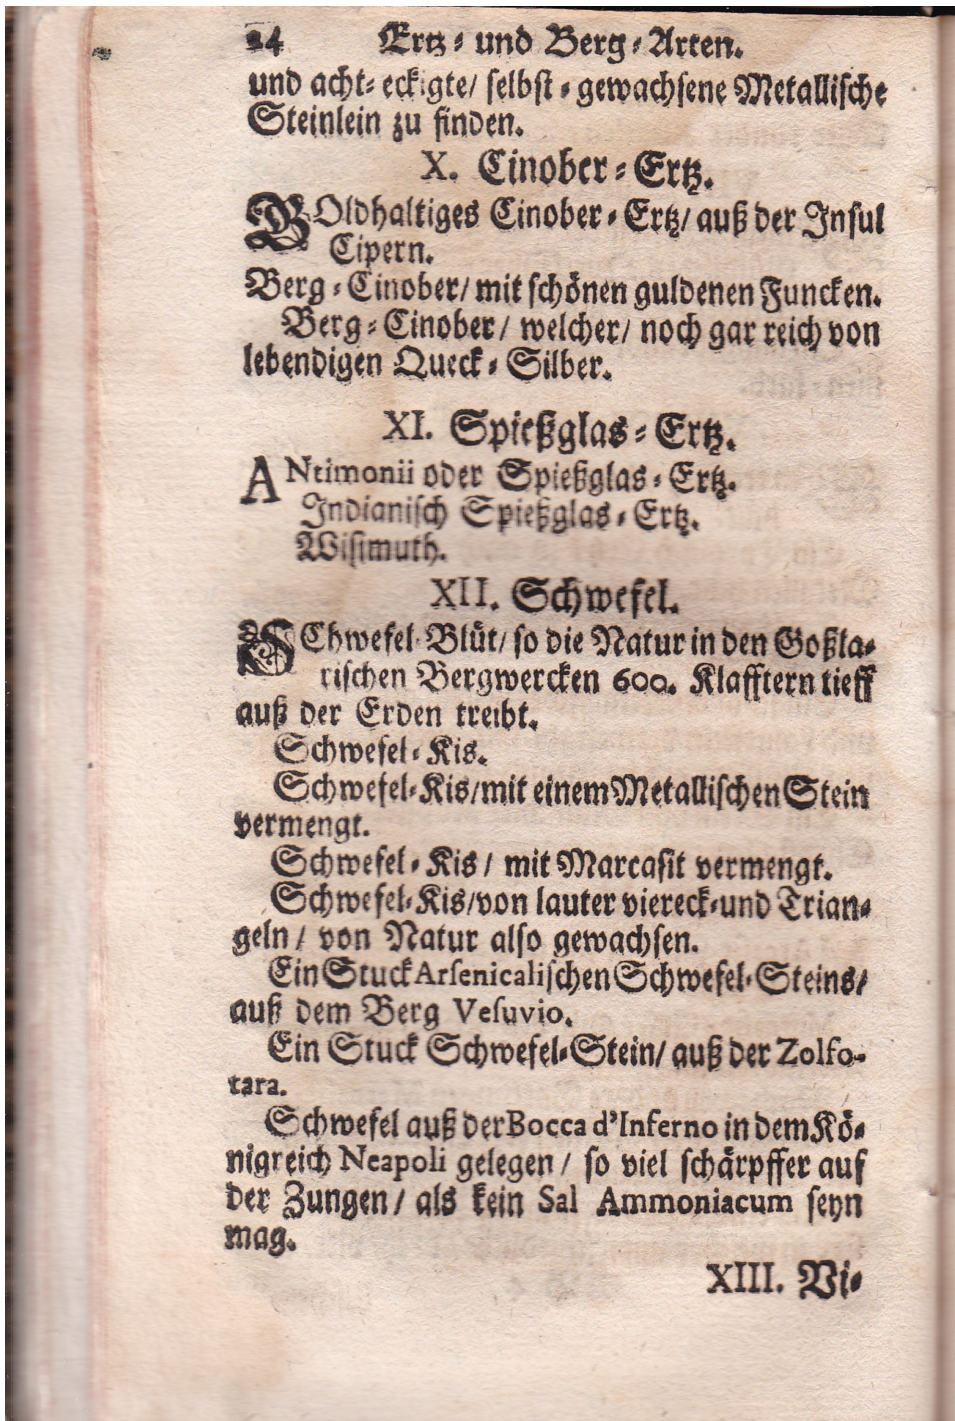 24 Ertz⸗ und Berg⸗Arten.
und acht⸗eckigte/ selbst⸗gewachsene Metallische
Steinlein zu finden.
X. Cinober⸗Ertz.
GOldhaltiges Cinober⸗Ertz/ auß der Insul
Cipern.
Berg⸗Cinober/ mit schönen guldenen Funcken.
Berg⸗Cinober/ welcher/ noch gar reich von
lebendigen Queck⸗Silber.
XI. Spießglas⸗Ertz.
ANtimonii oder Spießglas⸗Ertz.
Indianisch Spießglas⸗Ertz.
Wisimuth.
XII. Schwefel.
SChwefel⸗Blüt/ so die Natur in den Goßla⸗
rischen Bergwercken 600. Klafftern tieff
auß der Erden treibt.
Schwefel⸗Kis.
Schwefel⸗Kis/ mit einem Metallischen Stein
vermengt.
Schwefel⸗Kis/ mit Marcasit vermengt.
Schwefel⸗Kis/ von lauter viereck⸗und Trian⸗
geln/ von Natur also gewachsen.
Ein Stuck Arsenicalischen Schwefel⸗Steins/
auß dem Berg Vesuvio.
Ein Stuck Schwefel⸗Stein/ auß der Zolfo-
tara.
Schwefel auß der Bocca d'Inferno in dem Kö⸗
nigreich Neapoli gelegen/ so viel schärpffer auf
der Zungen/ als kein Sal Ammoniacum seyn
mag.
XIII. Vi⸗